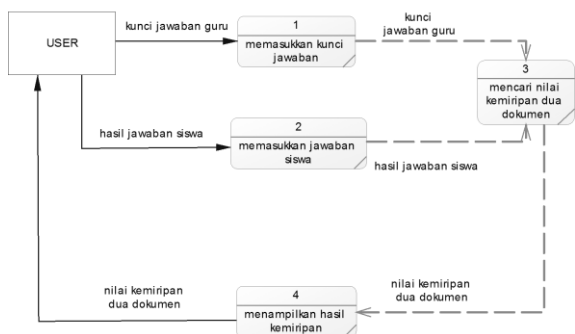 USER
kunci jawaban guru
1
memasukkan kunci
jawaban
kunci
jawaban guru
3
mencari nilai
kemiripan dua
dokumen
hasil jawaban siswa
2
memasukkan jawaban
siswa
hasil jawaban siswa
nilai kemiripan
dua dokumen
4
menampilkan hasil
kemiripan
nilai kemiripan
dua dokumen